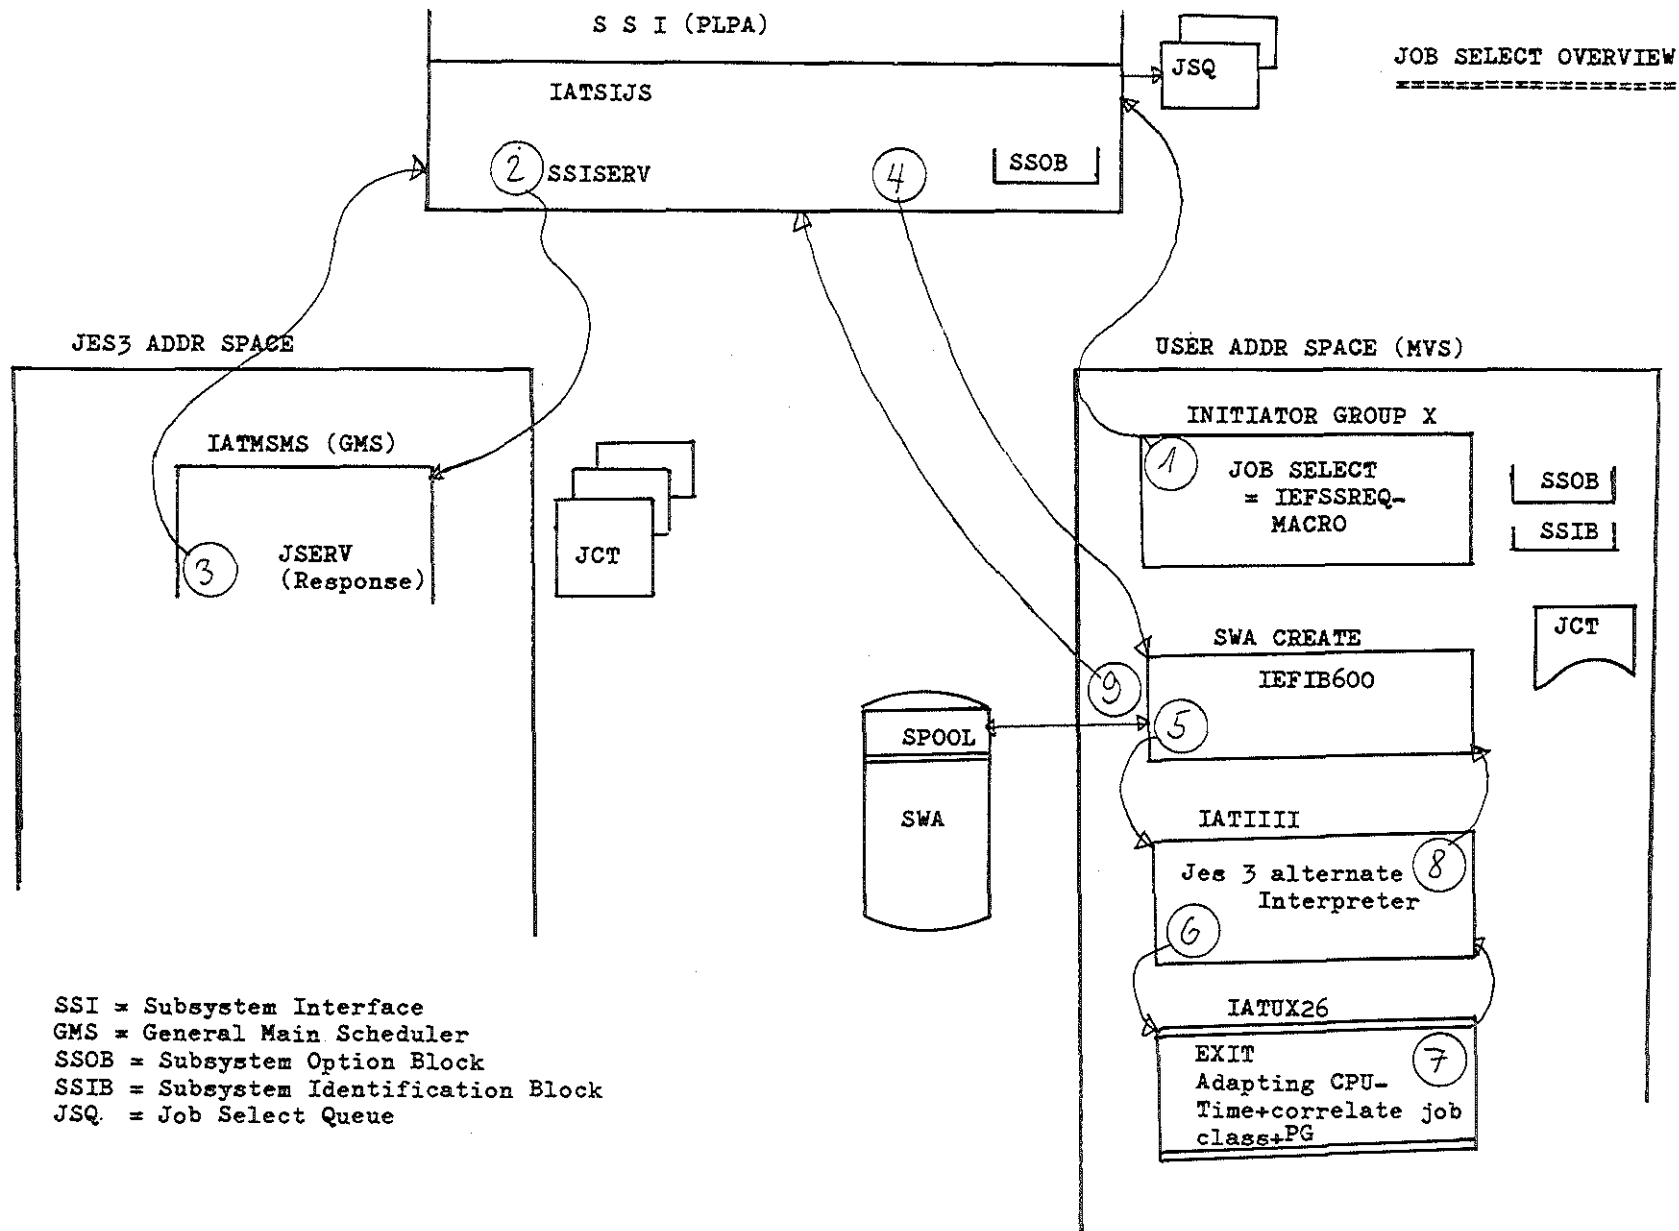 S S I (PLPA)
JSQ
JOB SELECT OVERVIEW
===================
IATSIJS
2
SSISERV
4
SSOB
JES3 ADDR SPACE
IATMSMS (GMS)
3
JSERV
(Response)
JCT
USER ADDR SPACE (MVS)
INITIATOR GROUP X
1
JOB SELECT
= IEFSSREQ-
MACRO
SSOB
SSIB
JCT
SWA CREATE
IEFIB600
9
5
SPOOL
SWA
IATIIII
Jes 3 alternate
Interpreter
8
6
IATUX26
EXIT
7
Adapting CPU-
Time+correlate job
class+PG
SSI = Subsystem Interface
GMS = General Main Scheduler
SSOB = Subsystem Option Block
SSIB = Subsystem Identification Block
JSQ. = Job Select Queue